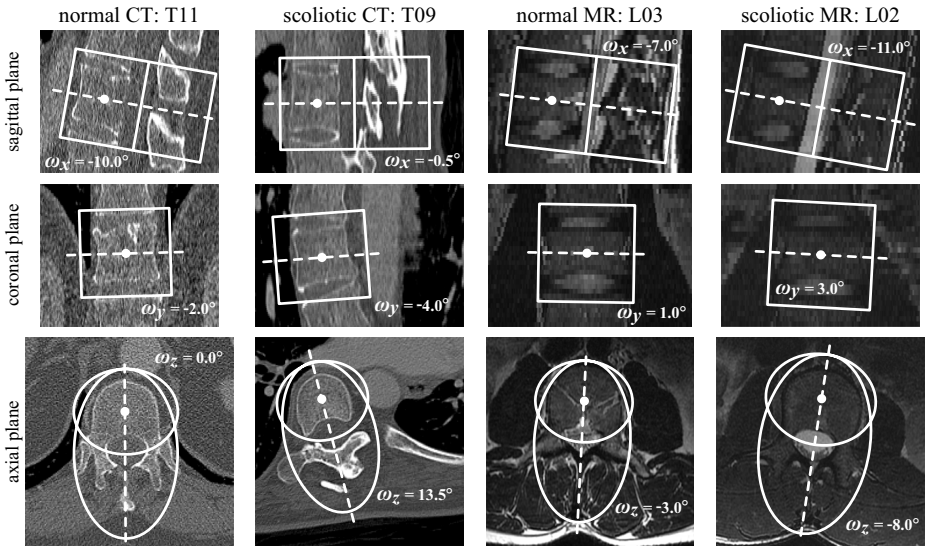 normal CT: T11
scoliotic CT: T09
normal MR: L03
scoliotic MR: L02
sagittal plane
ωx = -10.0°
ωx = -0.5°
ωx = -7.0°
ωx = -11.0°
coronal plane
ωy = -2.0°
ωy = -4.0°
ωy = 1.0°
ωy = 3.0°
axial plane
ωz = 0.0°
ωz = 13.5°
ωz = -3.0°
ωz = -8.0°